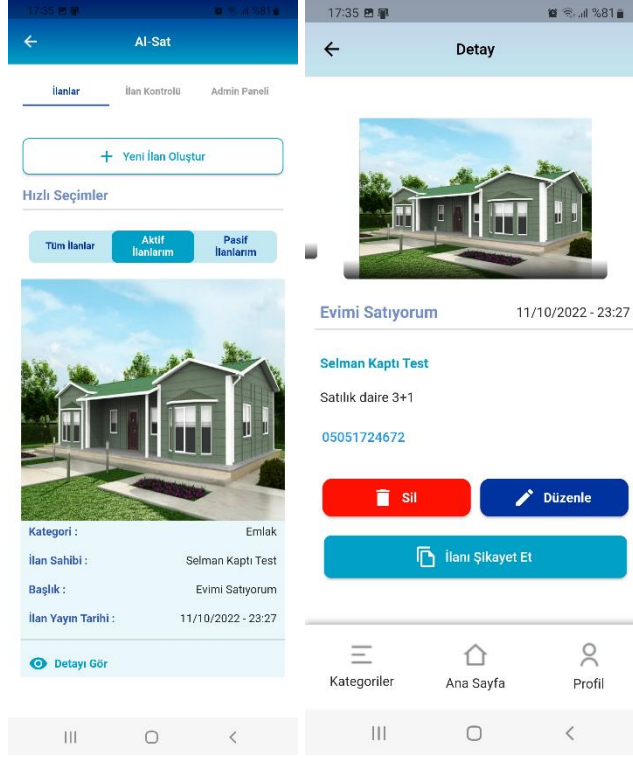 17:35 %81
Al-Sat
İlanlar İlan Kontrolü Admin Paneli
+ Yeni İlan Oluştur
Hızlı Seçimler
Tüm İlanlar
Aktif İlanlarım
Pasif İlanlarım
Kategori : Emlak
İlan Sahibi : Selman Kaptı Test
Başlık : Evimi Satıyorum
İlan Yayın Tarihi : 11/10/2022 - 23:27
Detayı Gör
17:35 %81
Detay
Evimi Satıyorum 11/10/2022 - 23:27
Selman Kaptı Test
Satılık daire 3+1
05051724672
Sil Düzenle
İlanı Şikayet Et
Kategoriler Ana Sayfa Profil